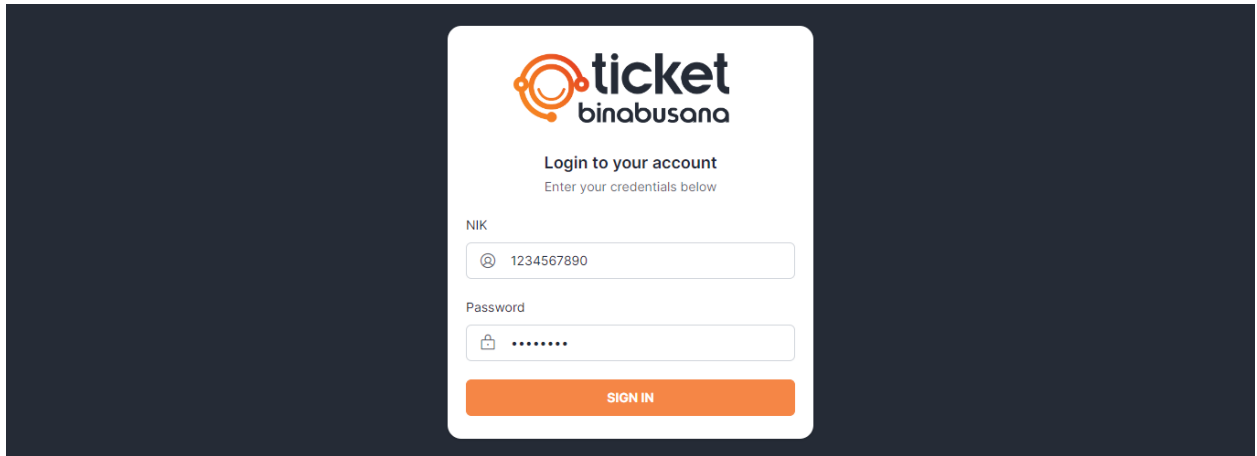 ticket
binabusana
Login to your account
Enter your credentials below
NIK
1234567890
Password
••••••••
SIGN IN